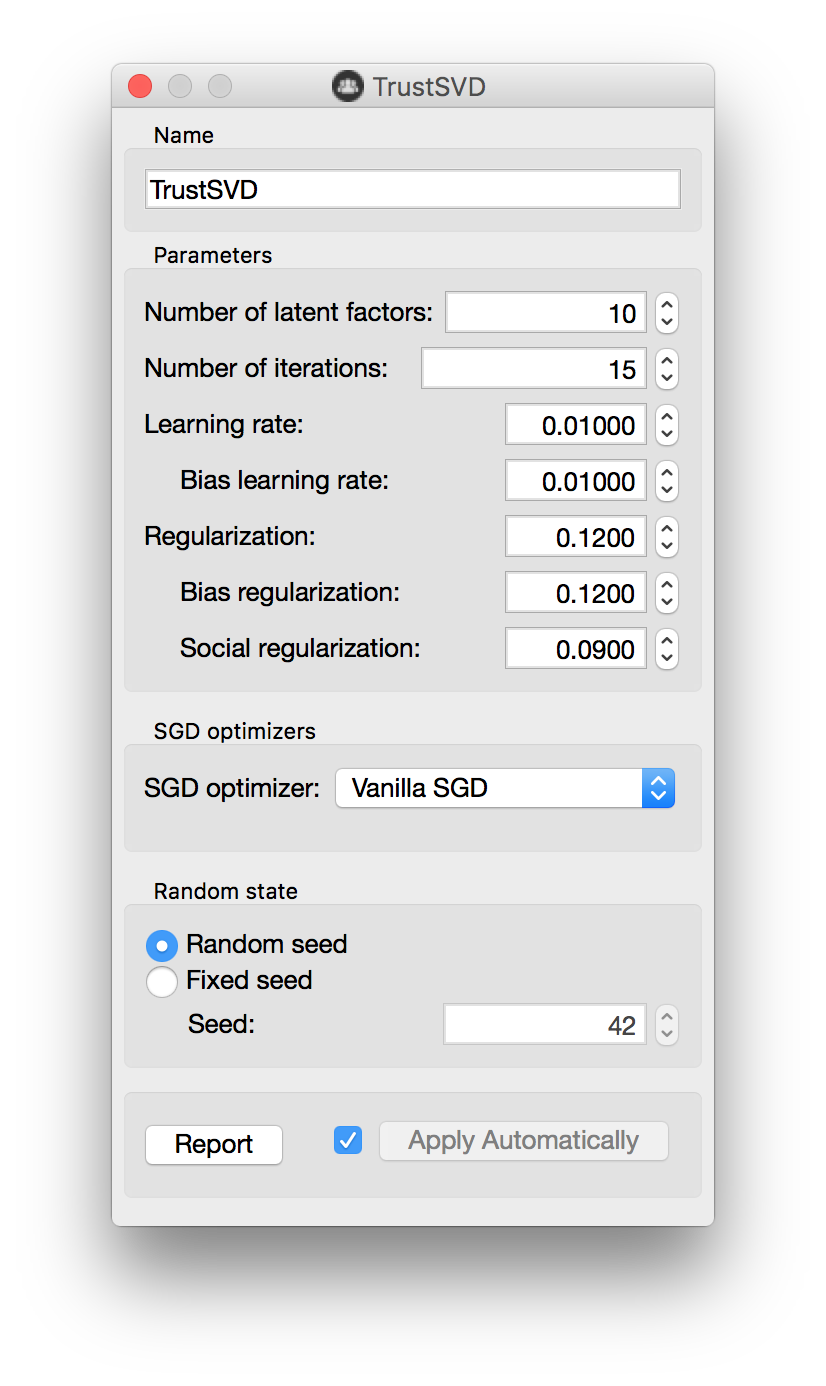 TrustSVD
Name
TrustSVD
Parameters
Number of latent factors: 10
Number of iterations: 15
Learning rate: 0.01000
Bias learning rate: 0.01000
Regularization: 0.1200
Bias regularization: 0.1200
Social regularization: 0.0900
SGD optimizers
SGD optimizer: Vanilla SGD
Random state
Random seed
Fixed seed
Seed: 42
Report Apply Automatically